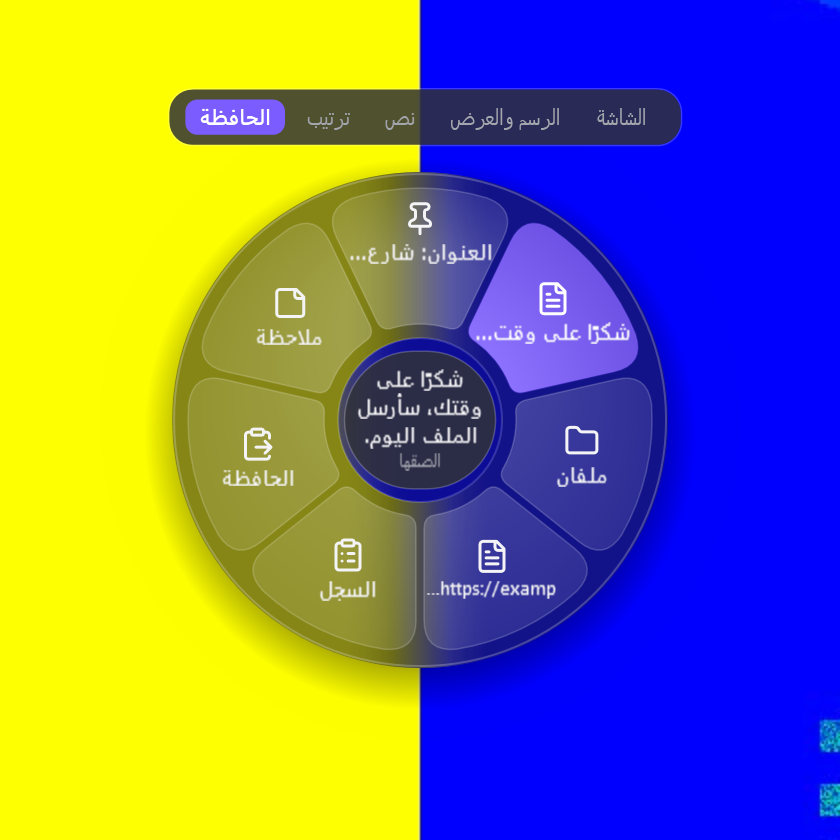 الشاشة
الرسم والعرض
نص
ترتيب
الحافظة
العنوان: شارع...
شكرًا على وقت...
ملفان
https://examp...
السجل
الحافظة
ملاحظة
شكرًا على
وقتك، سأرسل
الملف اليوم.
الصقها